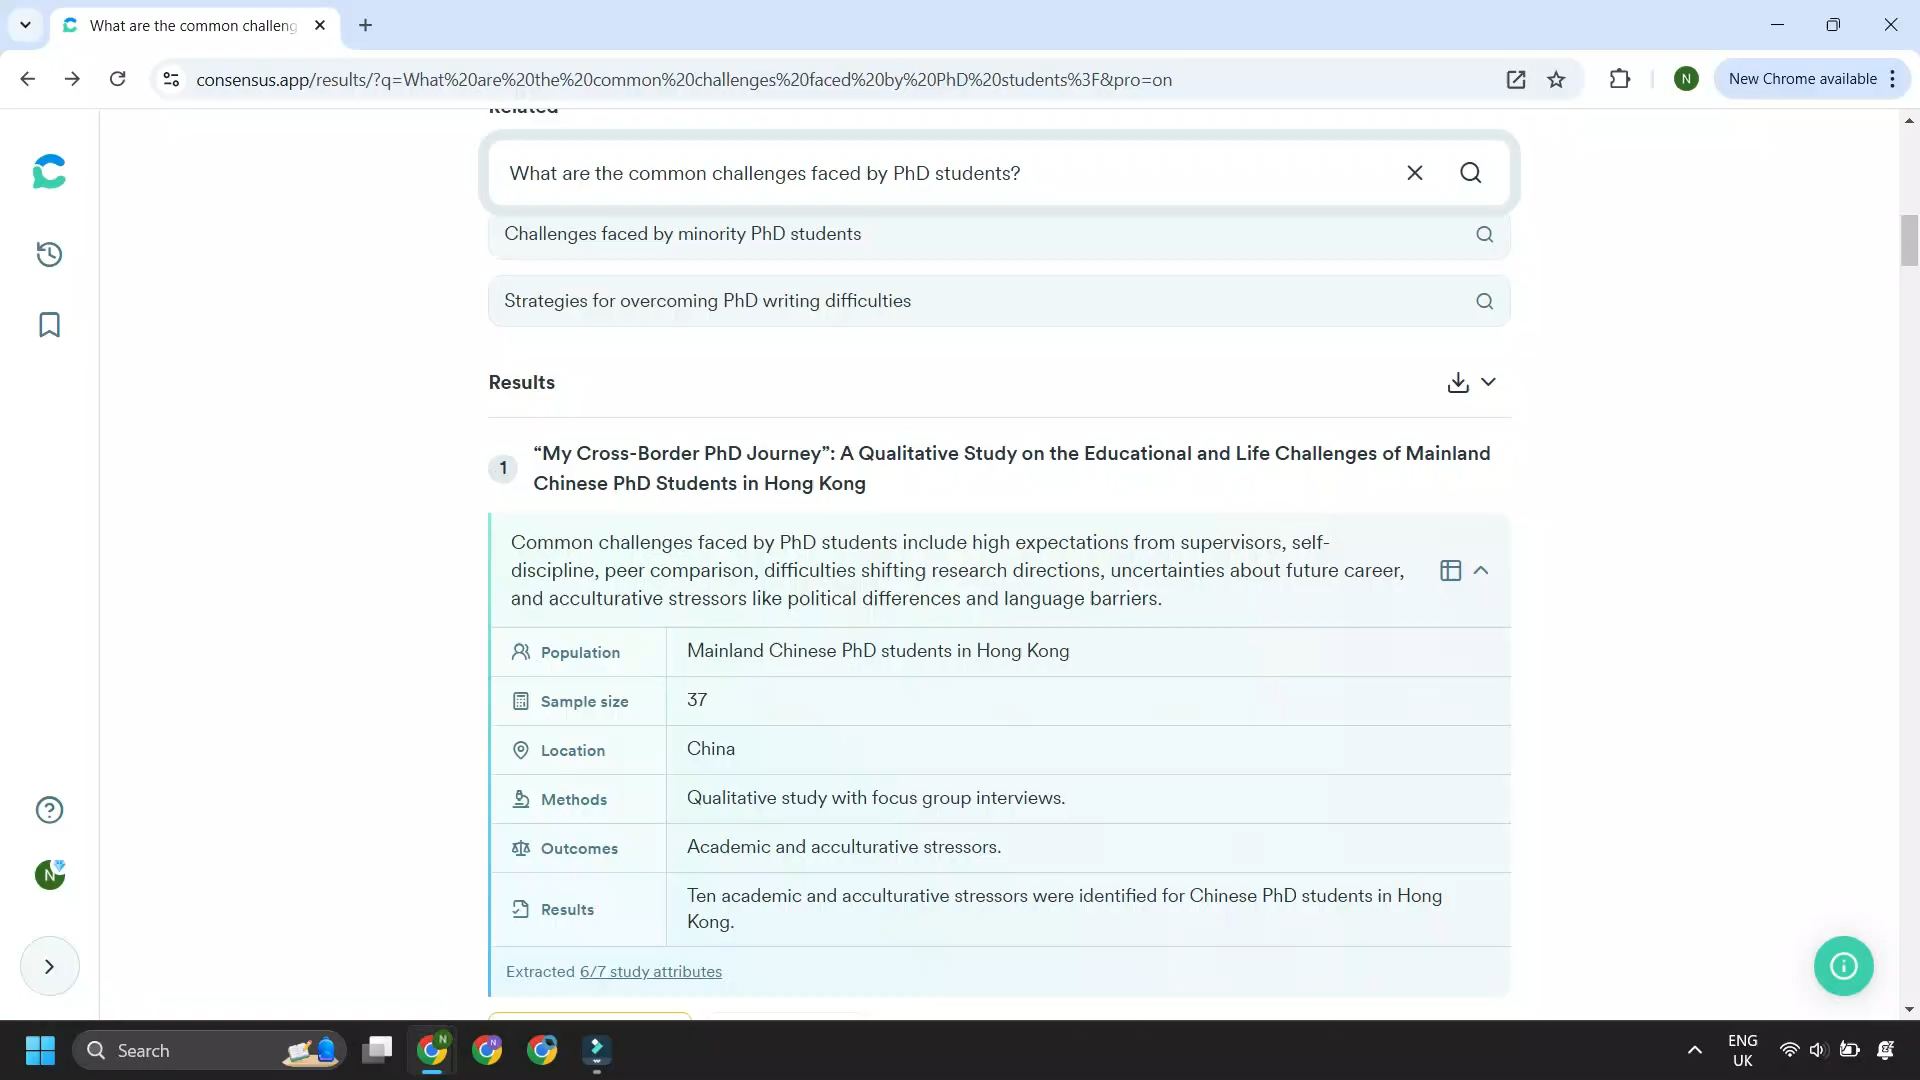 What are the common challeng
consensus.app/results/?q=What%20are%20the%20common%20challenges%20faced%20by%20PhD%20students%3F&pro=on
N
New Chrome available
Related
What are the common challenges faced by PhD students?
Challenges faced by minority PhD students
Strategies for overcoming PhD writing difficulties
Results
1
“My Cross-Border PhD Journey”: A Qualitative Study on the Educational and Life Challenges of Mainland
Chinese PhD Students in Hong Kong
Common challenges faced by PhD students include high expectations from supervisors, self-
discipline, peer comparison, difficulties shifting research directions, uncertainties about future career,
and acculturative stressors like political differences and language barriers.
Population Mainland Chinese PhD students in Hong Kong
Sample size 37
Location China
Methods Qualitative study with focus group interviews.
Outcomes Academic and acculturative stressors.
Results Ten academic and acculturative stressors were identified for Chinese PhD students in Hong
Kong.
Extracted 6/7 study attributes
N
Search
N
N
ENG
UK